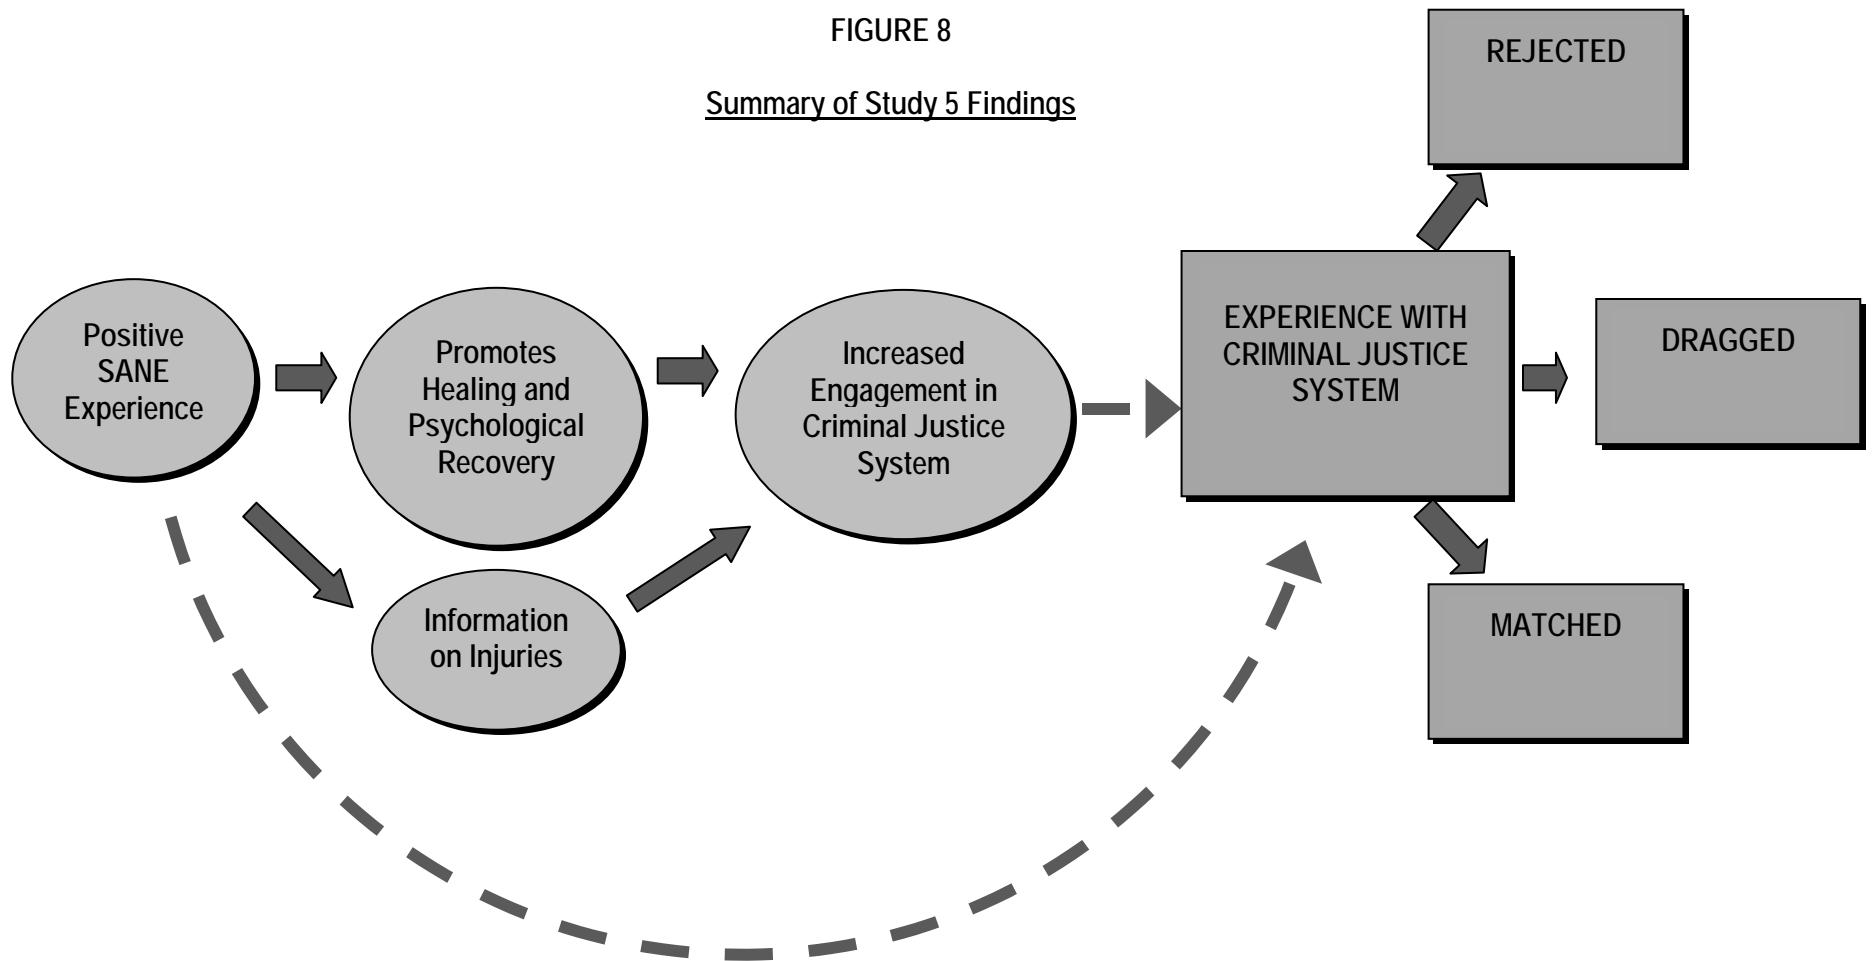 FIGURE 8
Summary of Study 5 Findings
Positive
SANE
Experience
Promotes
Healing and
Psychological
Recovery
Information
on Injuries
Increased
Engagement in
Criminal Justice
System
EXPERIENCE WITH
CRIMINAL JUSTICE
SYSTEM
REJECTED
DRAGGED
MATCHED